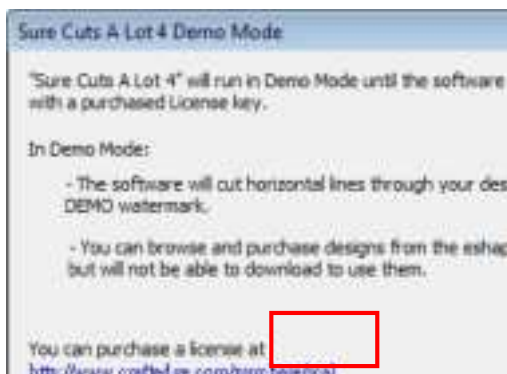 Sure Cuts A Lot 4 Demo Mode
"Sure Cuts A Lot 4" will run in Demo Mode until the software
with a purchased License key.
In Demo Mode:
- The software will cut horizontal lines through your des
DEMO watermark.
- You can browse and purchase designs from the eshap
but will not be able to download to use them.
You can purchase a license at